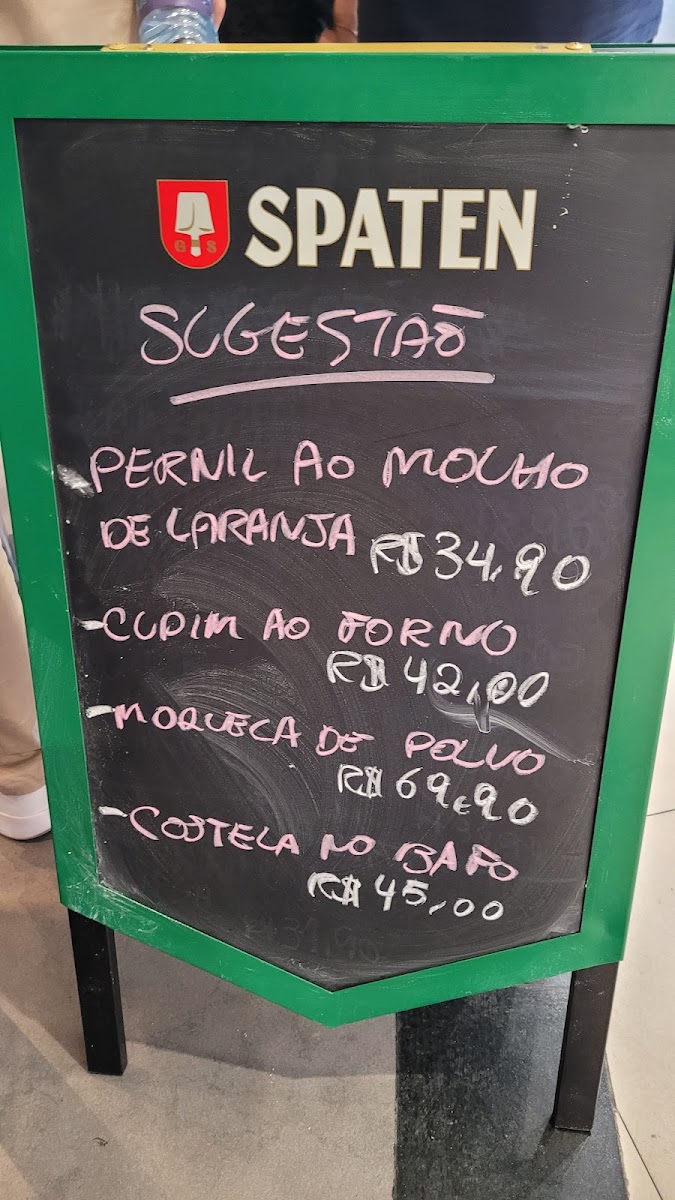 G S SPATEN
SUGESTAÕ
PERNIL AO MOLHO
DE LARANJA R$34,90
-CUPIM AO FORNO
R$ 42,00
-MOQUECA DE POLVO
R$69,90
-COSTELA NO BAFO
R$45,00